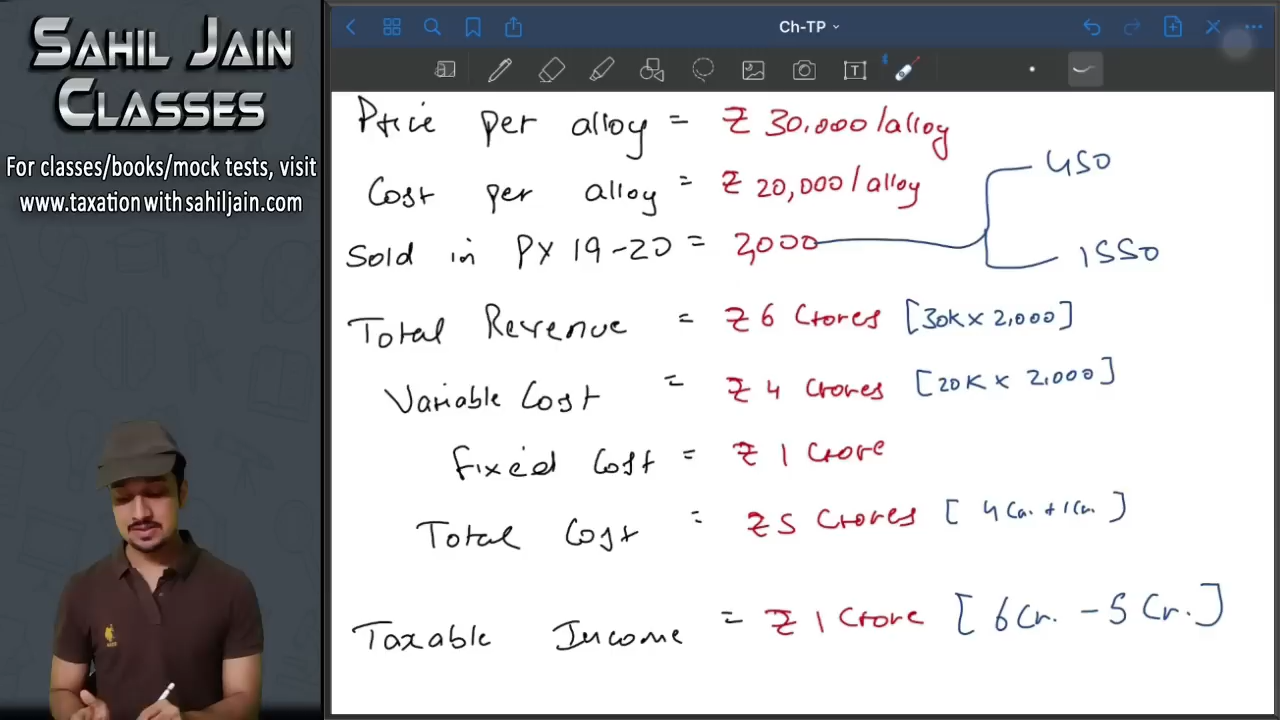 SAHIL JAIN
CLASSES
For classes/books/mock tests, visit
www.taxationwithsahiljain.com
Ch-TP
T
Price per alloy = ₹ 30,000/alloy
Cost per alloy = ₹ 20,000/alloy
450
Sold in PY 19-20 = 2,000
1550
Total Revenue = ₹ 6 Crores [30K x 2,000]
Variable Cost = ₹ 4 Crores [20K x 2,000]
Fixed Cost = ₹ 1 Crore
Total Cost = ₹ 5 Crores [4 Cr. + 1 Cr.]
Taxable Income = ₹ 1 Crore [6 Cr. - 5 Cr.]